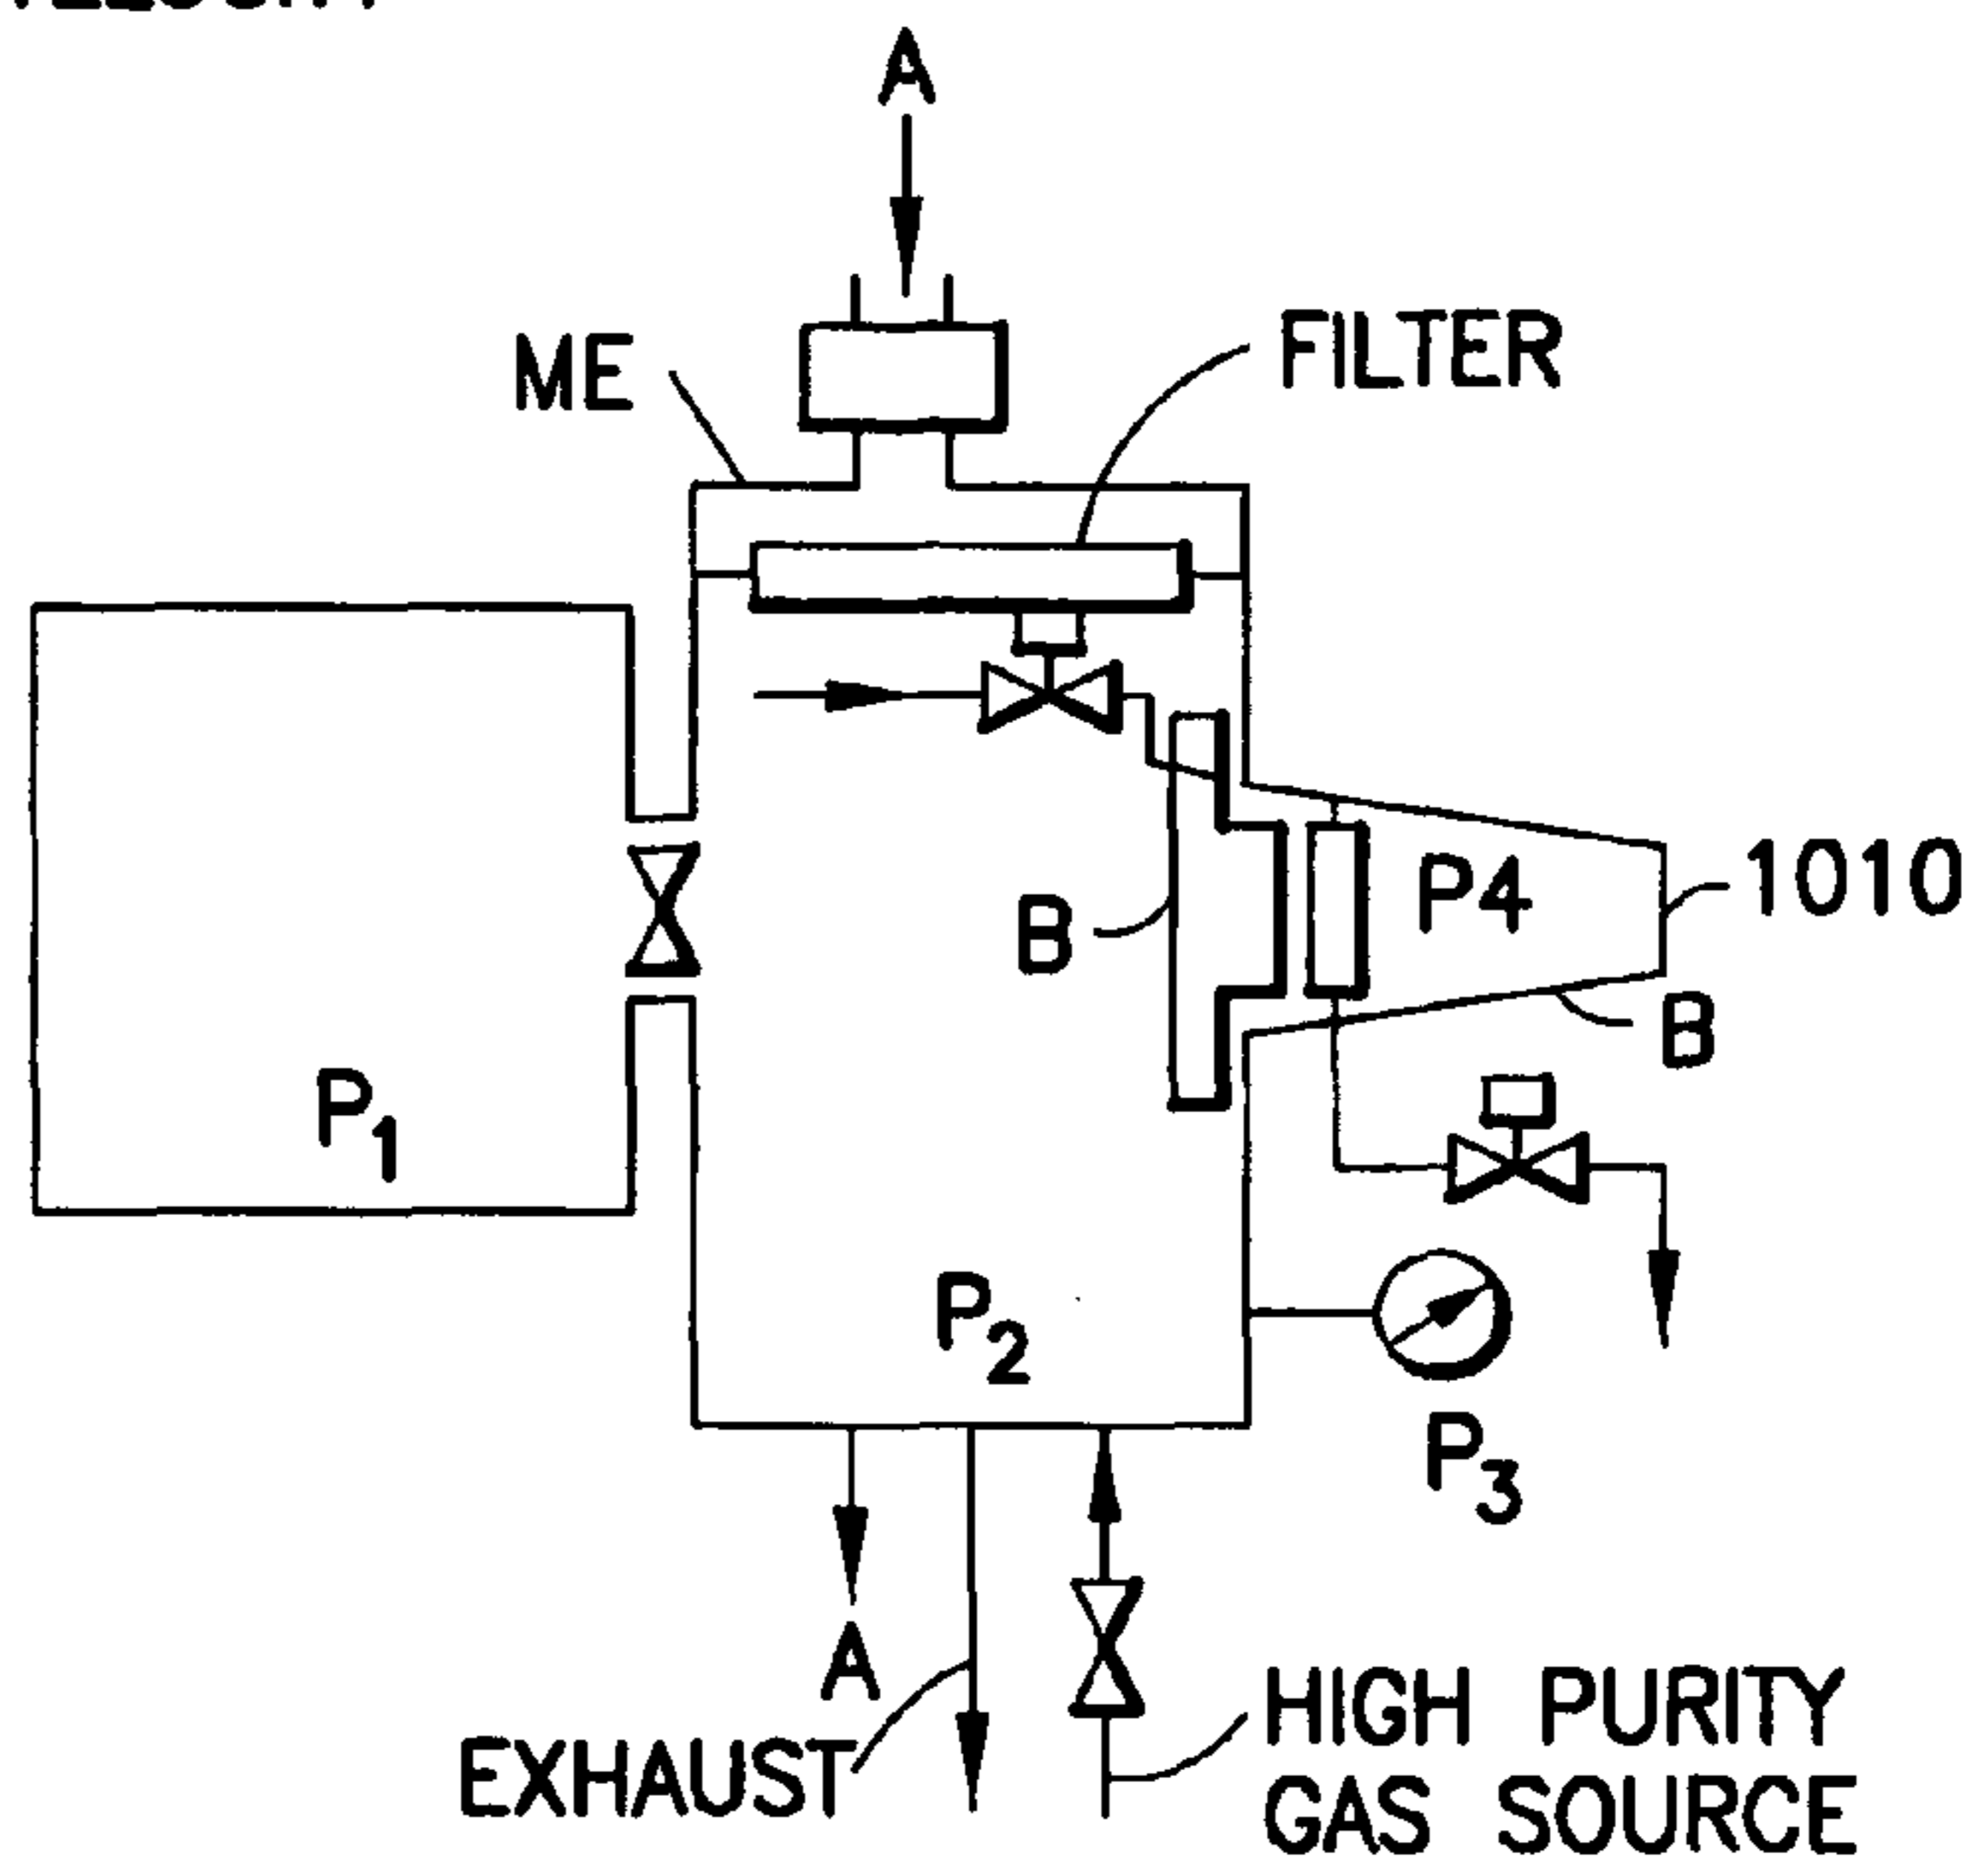 A
ME
FILTER
P4
1010
B
B
P1
P2
P3
A
EXHAUST
HIGH PURITY
GAS SOURCE